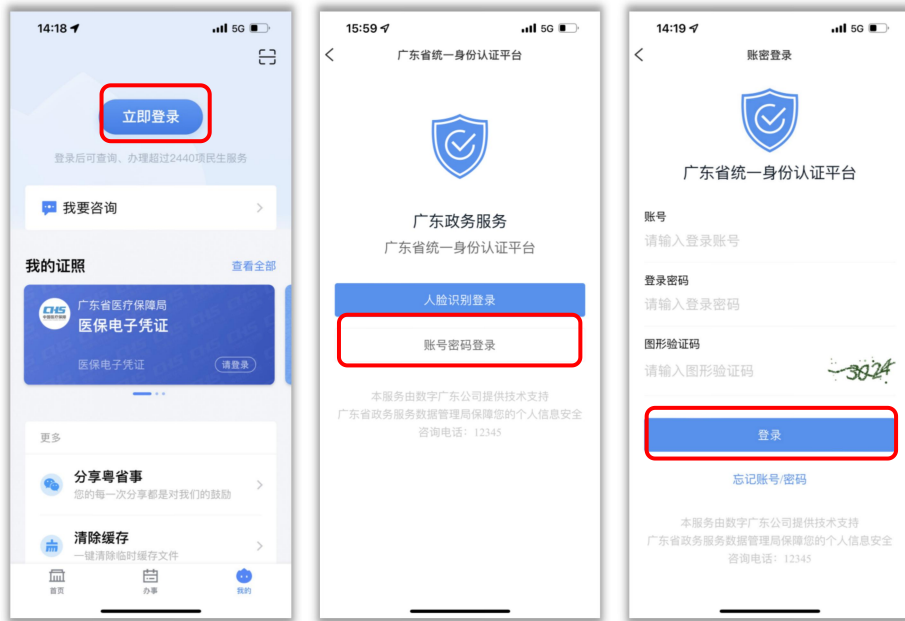 14:18
5G
立即登录
登录后可查询、办理超过2440项民生服务
我要咨询
我的证照
查看全部
CHS
广东省医疗保障局
医保电子凭证
医保电子凭证
请登录
更多
分享粤省事
您的每一次分享都是对我们的鼓励
清除缓存
一键清除临时缓存文件
首页
办事
我的
15:59
5G
广东省统一身份认证平台
广东政务服务
广东省统一身份认证平台
人脸识别登录
账号密码登录
本服务由数字广东公司提供技术支持
广东省政务服务数据管理局保障您的个人信息安全
咨询电话：12345
14:19
5G
账密登录
广东省统一身份认证平台
账号
请输入登录账号
登录密码
请输入登录密码
图形验证码
请输入图形验证码
3024
登录
忘记账号/密码
本服务由数字广东公司提供技术支持
广东省政务服务数据管理局保障您的个人信息安全
咨询电话：12345